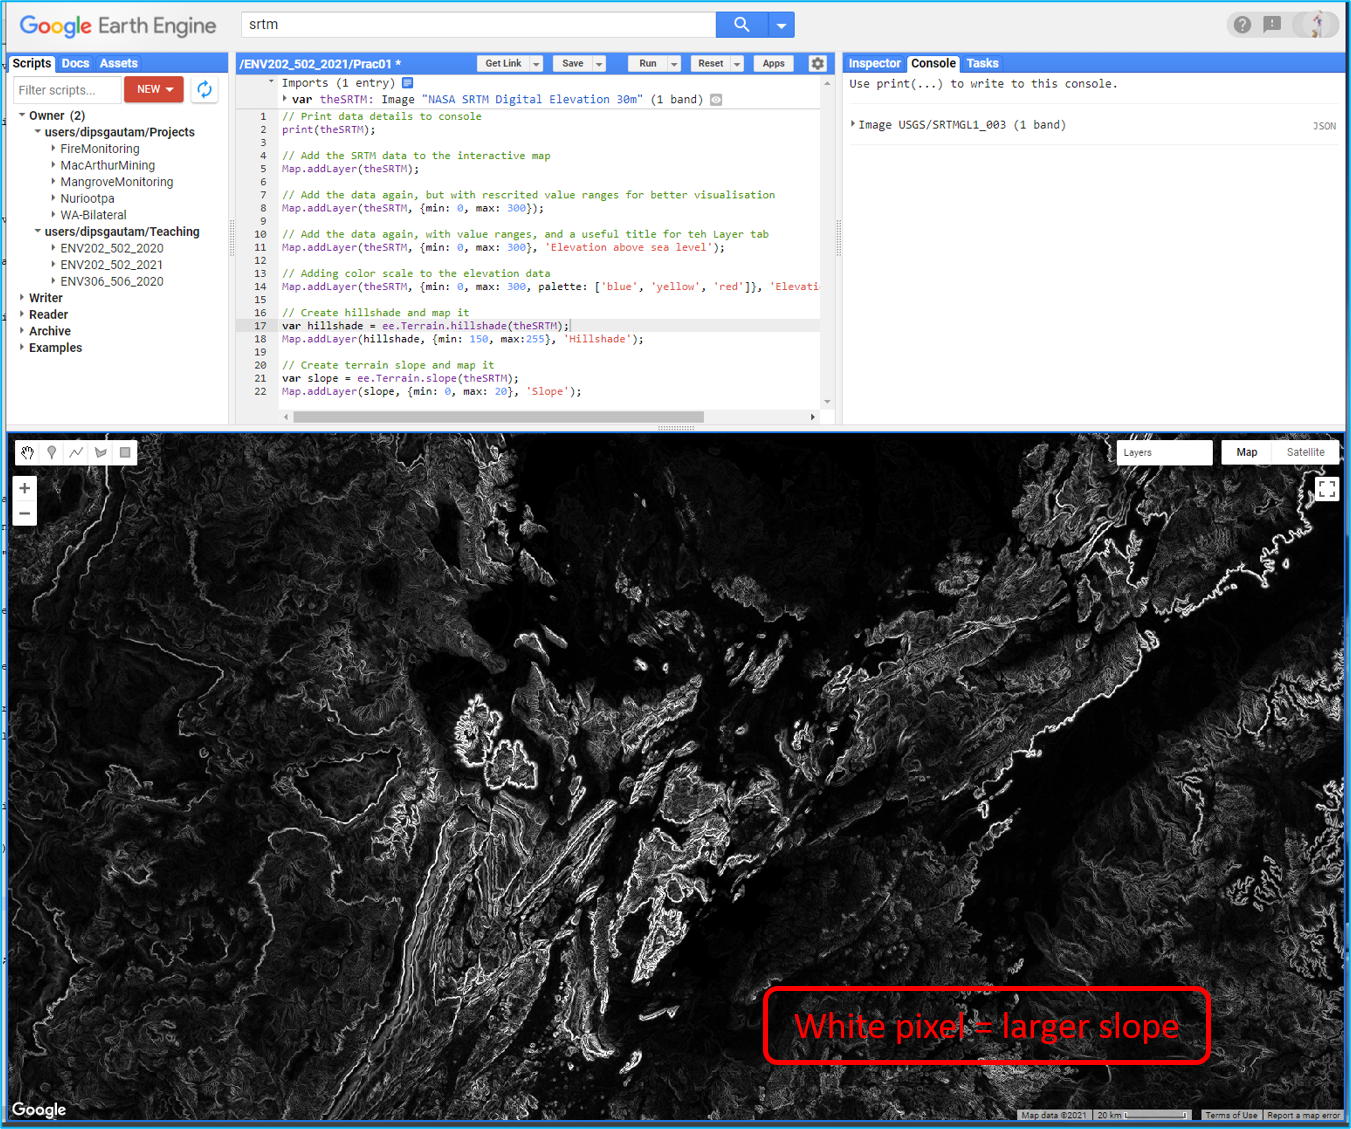 Google Earth Engine
srtm
Scripts Docs Assets
Filter scripts...
NEW
Owner (2)
users/dipsgautam/Projects
FireMonitoring
MacArthurMining
MangroveMonitoring
Nuriootpa
WA-Bilateral
users/dipsgautam/Teaching
ENV202_502_2020
ENV202_502_2021
ENV306_506_2020
Writer
Reader
Archive
Examples
/ENV202_502_2021/Prac01 *
Get Link Save Run Reset Apps
Imports (1 entry)
var theSRTM: Image "NASA SRTM Digital Elevation 30m" (1 band)
1 // Print data details to console
2 print(theSRTM);
3
4 // Add the SRTM data to the interactive map
5 Map.addLayer(theSRTM);
6
7 // Add the data again, but with rescrited value ranges for better visualisation
8 Map.addLayer(theSRTM, {min: 0, max: 300});
9
10 // Add the data again, with value ranges, and a useful title for teh Layer tab
11 Map.addLayer(theSRTM, {min: 0, max: 300}, 'Elevation above sea level');
12
13 // Adding color scale to the elevation data
14 Map.addLayer(theSRTM, {min: 0, max: 300, palette: ['blue', 'yellow', 'red']}, 'Elevatio
15
16 // Create hillshade and map it
17 var hillshade = ee.Terrain.hillshade(theSRTM);
18 Map.addLayer(hillshade, {min: 150, max:255}, 'Hillshade');
19
20 // Create terrain slope and map it
21 var slope = ee.Terrain.slope(theSRTM);
22 Map.addLayer(slope, {min: 0, max: 20}, 'Slope');
Inspector Console Tasks
Use print(...) to write to this console.
Image USGS/SRTMGL1_003 (1 band)
JSON
Layers
Map Satellite
White pixel = larger slope
Google
Map data ©2021 20 km Terms of Use Report a map error